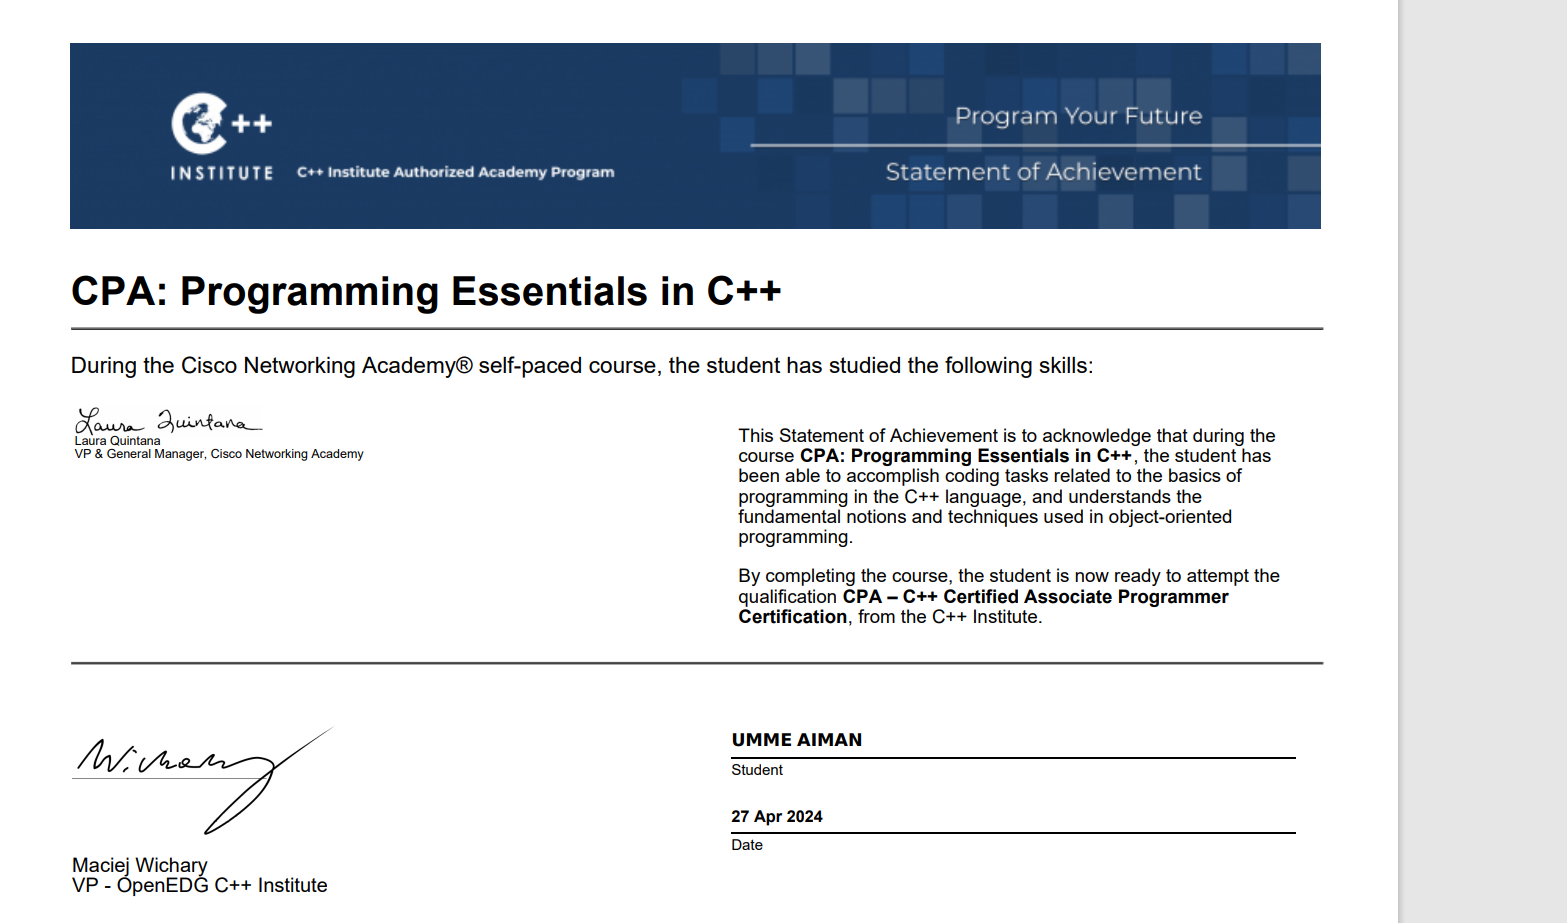 C++
INSTITUTE
C++ Institute Authorized Academy Program
Program Your Future
Statement of Achievement
CPA: Programming Essentials in C++
During the Cisco Networking Academy® self-paced course, the student has studied the following skills:
Laura Quintana
Laura Quintana
VP & General Manager, Cisco Networking Academy
This Statement of Achievement is to acknowledge that during the
course CPA: Programming Essentials in C++, the student has
been able to accomplish coding tasks related to the basics of
programming in the C++ language, and understands the
fundamental notions and techniques used in object-oriented
programming.
By completing the course, the student is now ready to attempt the
qualification CPA – C++ Certified Associate Programmer
Certification, from the C++ Institute.
Wichary
Maciej Wichary
VP - OpenEDG C++ Institute
UMME AIMAN
Student
27 Apr 2024
Date